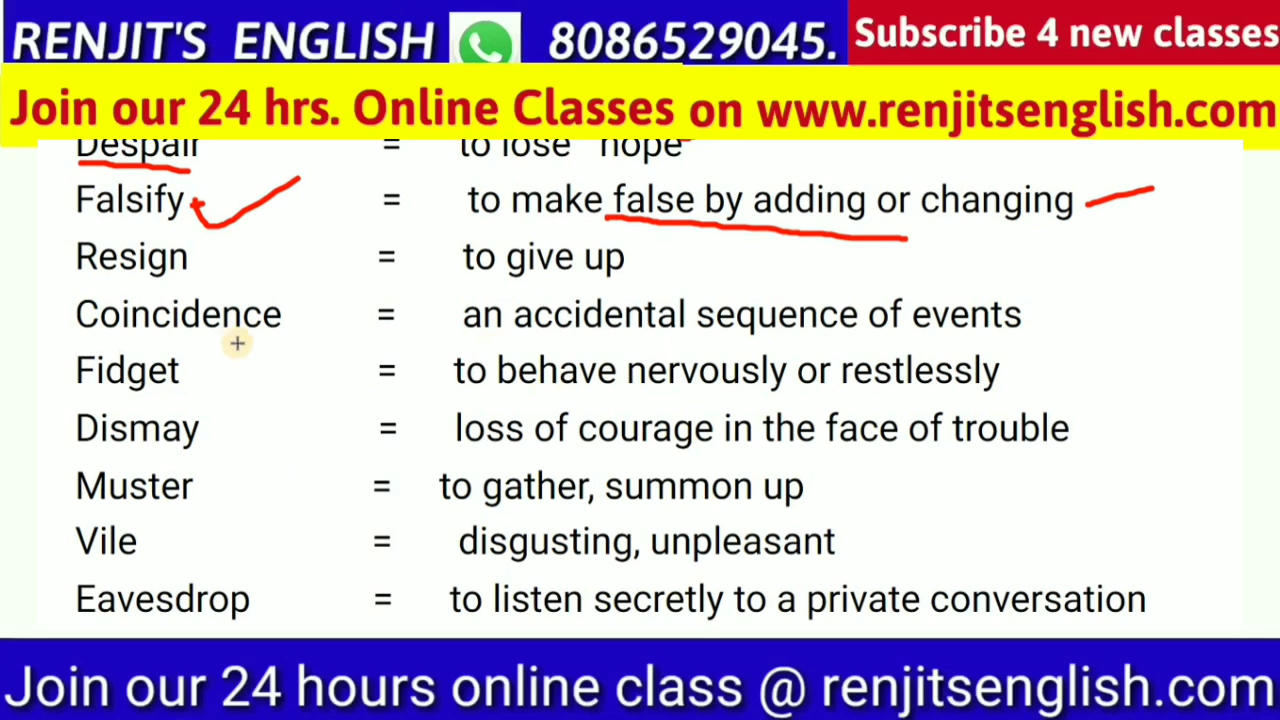 RENJIT'S ENGLISH 8086529045. Subscribe 4 new classes
Join our 24 hrs. Online Classes on www.renjitsenglish.com
Despair = to lose hope
Falsify = to make false by adding or changing
Resign = to give up
Coincidence = an accidental sequence of events
Fidget = to behave nervously or restlessly
Dismay = loss of courage in the face of trouble
Muster = to gather, summon up
Vile = disgusting, unpleasant
Eavesdrop = to listen secretly to a private conversation
Join our 24 hours online class @ renjitsenglish.com